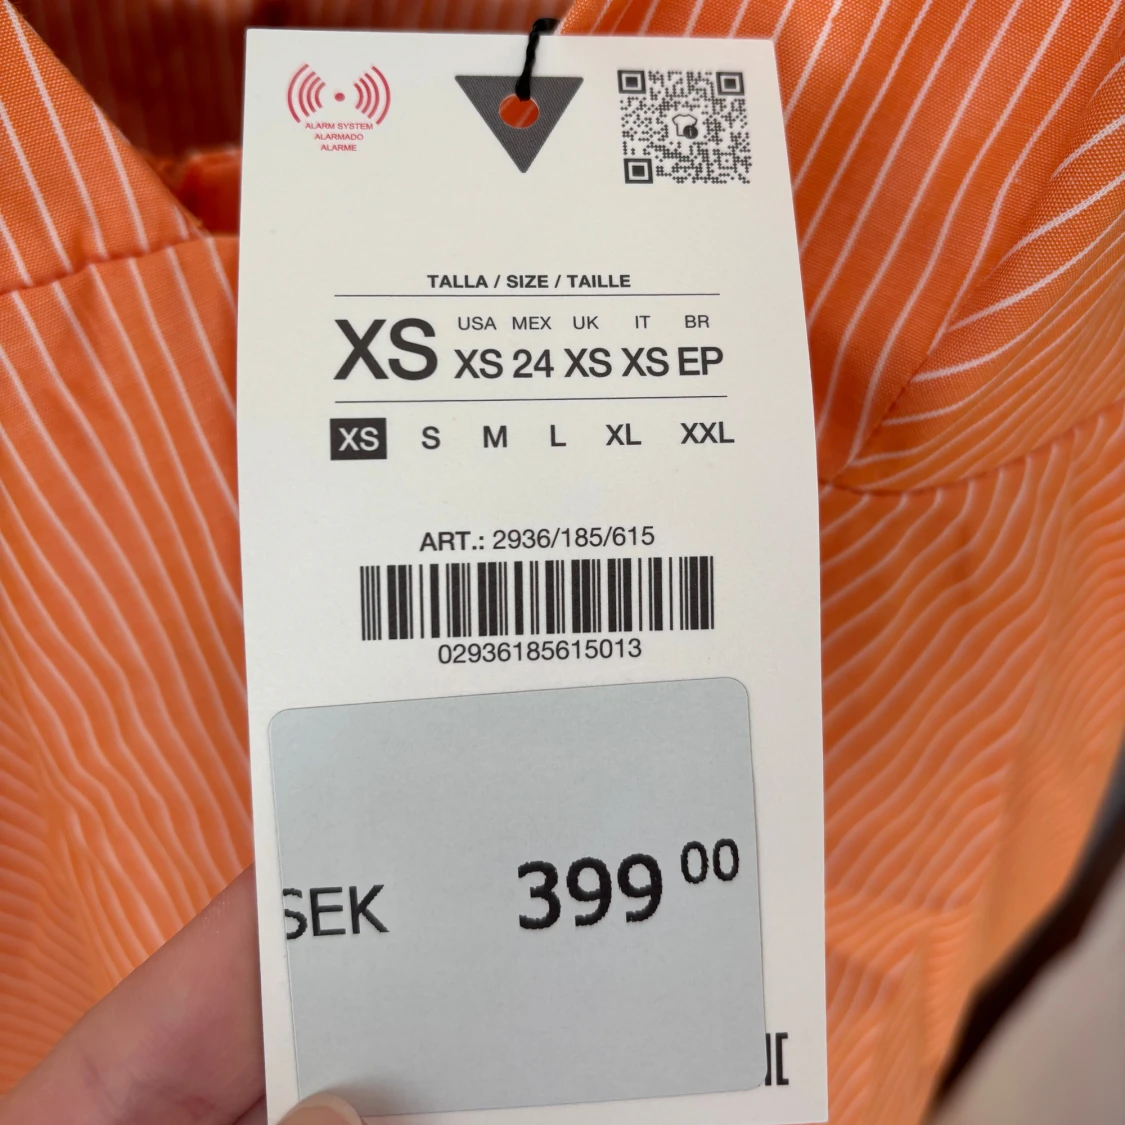 ALARM SYSTEM
ALARMADO
ALARME
TALLA / SIZE / TAILLE
XS
USA MEX UK IT BR
XS 24 XS XS EP
XS S M L XL XXL
ART.: 2936/185/615
02936185615013
SEK 399 00